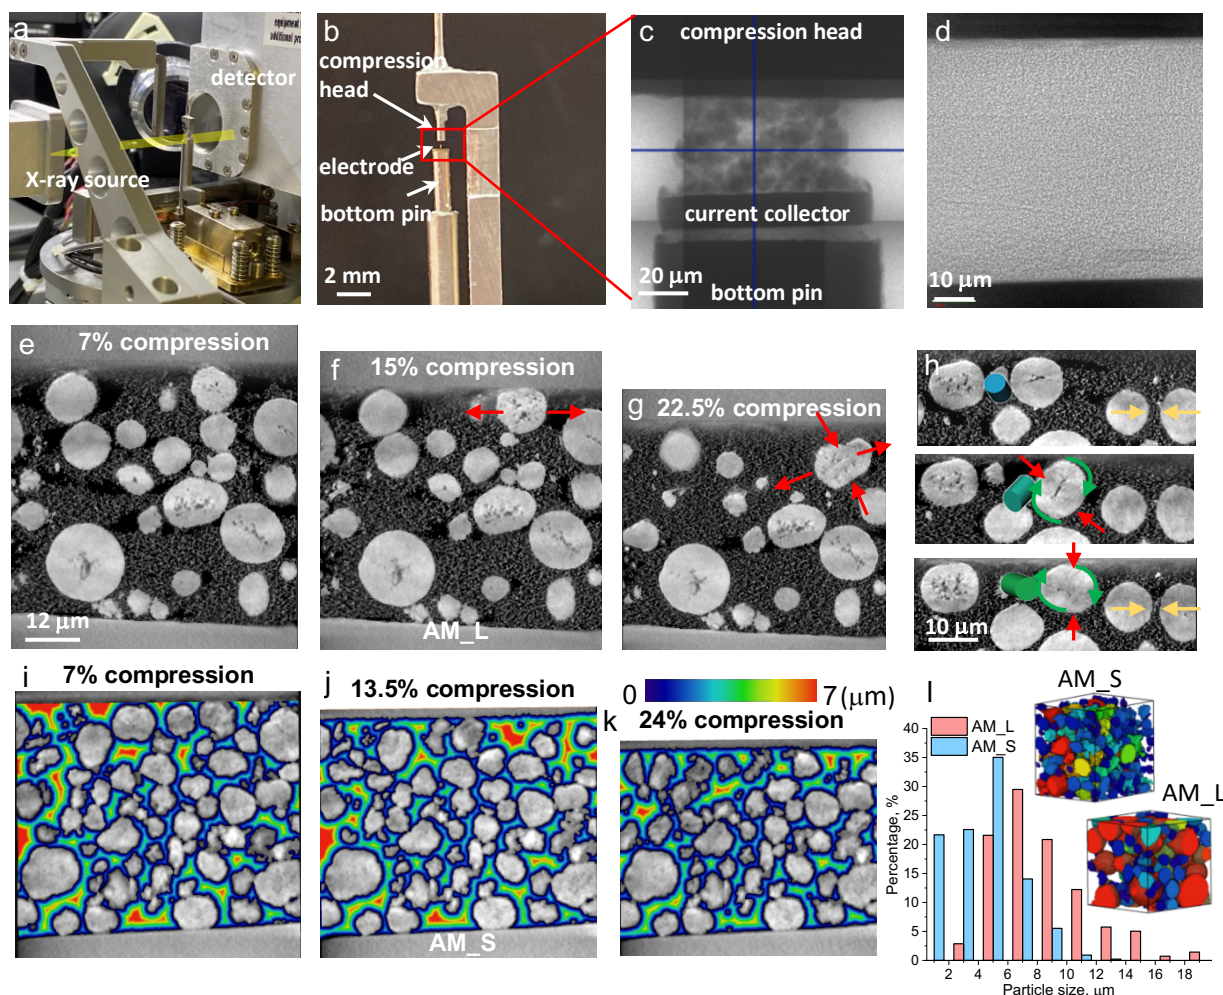 a
equipment
additional pro
detector
X-ray source
b
compression
head
electrode
bottom pin
2 mm
c
compression head
current collector
20 μm
bottom pin
d
10 μm
e
7% compression
12 μm
f
15% compression
AM_L
g
22.5% compression
h
10 μm
i
7% compression
j
13.5% compression
AM_S
0
7 (μm)
k
24% compression
l
AM_S
AM_L
AM_L
AM_S
Percentage, %
40
35
30
25
20
15
10
5
0
2 4 6 8 10 12 14 16 18
Particle size, μm